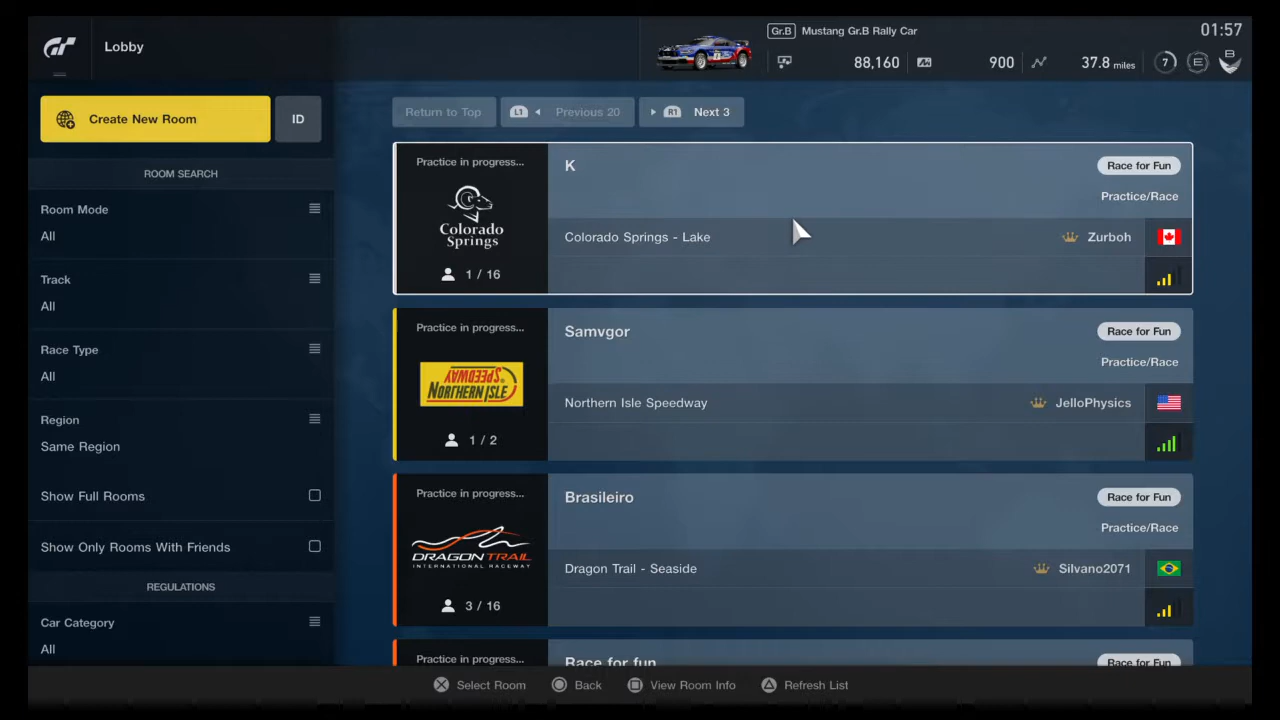 Lobby
Gr.B Mustang Gr.B Rally Car
88,160 900 37.8 miles 7 E B
01:57
Create New Room
ID
Return to Top
L1 Previous 20
R1 Next 3
ROOM SEARCH
Room Mode
All
Track
All
Race Type
All
Region
Same Region
Show Full Rooms
Show Only Rooms With Friends
REGULATIONS
Car Category
All
Practice in progress...
Colorado
Springs
1 / 16
K
Race for Fun
Practice/Race
Colorado Springs - Lake
Zurboh
Practice in progress...
SPEEDWAY
NORTHERN ISLE
1 / 2
Samvgor
Race for Fun
Practice/Race
Northern Isle Speedway
JelloPhysics
Practice in progress...
DRAGON TRAIL
INTERNATIONAL RACEWAY
3 / 16
Brasileiro
Race for Fun
Practice/Race
Dragon Trail - Seaside
Silvano2071
Practice in progress...
Race for fun
Race for Fun
Select Room
Back
View Room Info
Refresh List